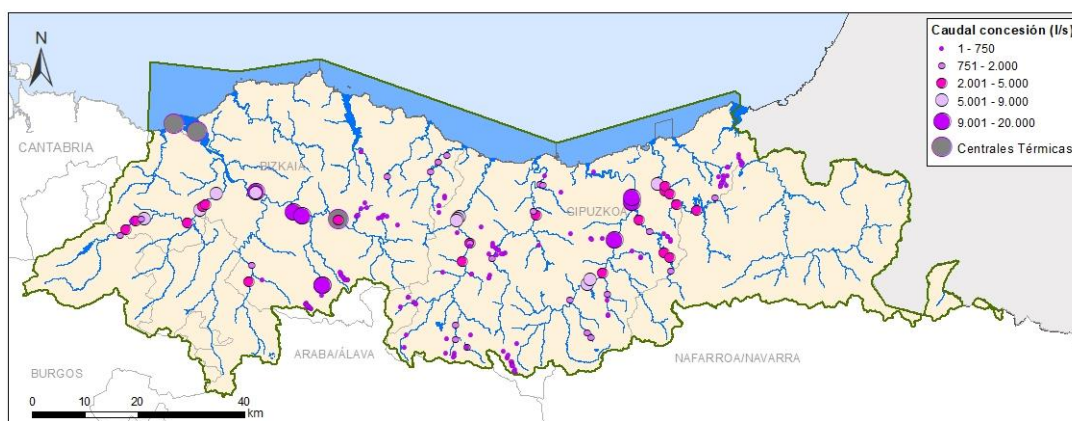 Caudal concesión (l/s)
1 - 750
751 - 2.000
2.001 - 5.000
5.001 - 9.000
9.001 - 20.000
Centrales Térmicas
N
CANTABRIA
BIZKAIA
GIPUZKOA
ARABA/ÁLAVA
NAFARROA/NAVARRA
BURGOS
0 10 20 40
km